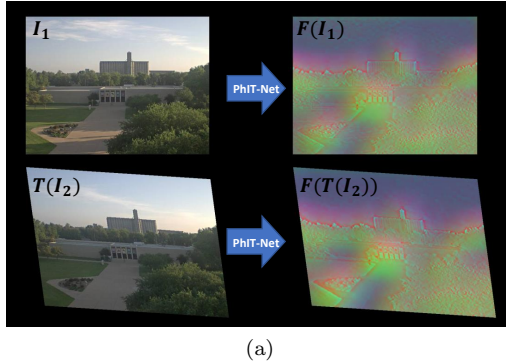 I₁
F(I₁)
PhIT-Net
T(I₂)
F(T(I₂))
PhIT-Net
(a)